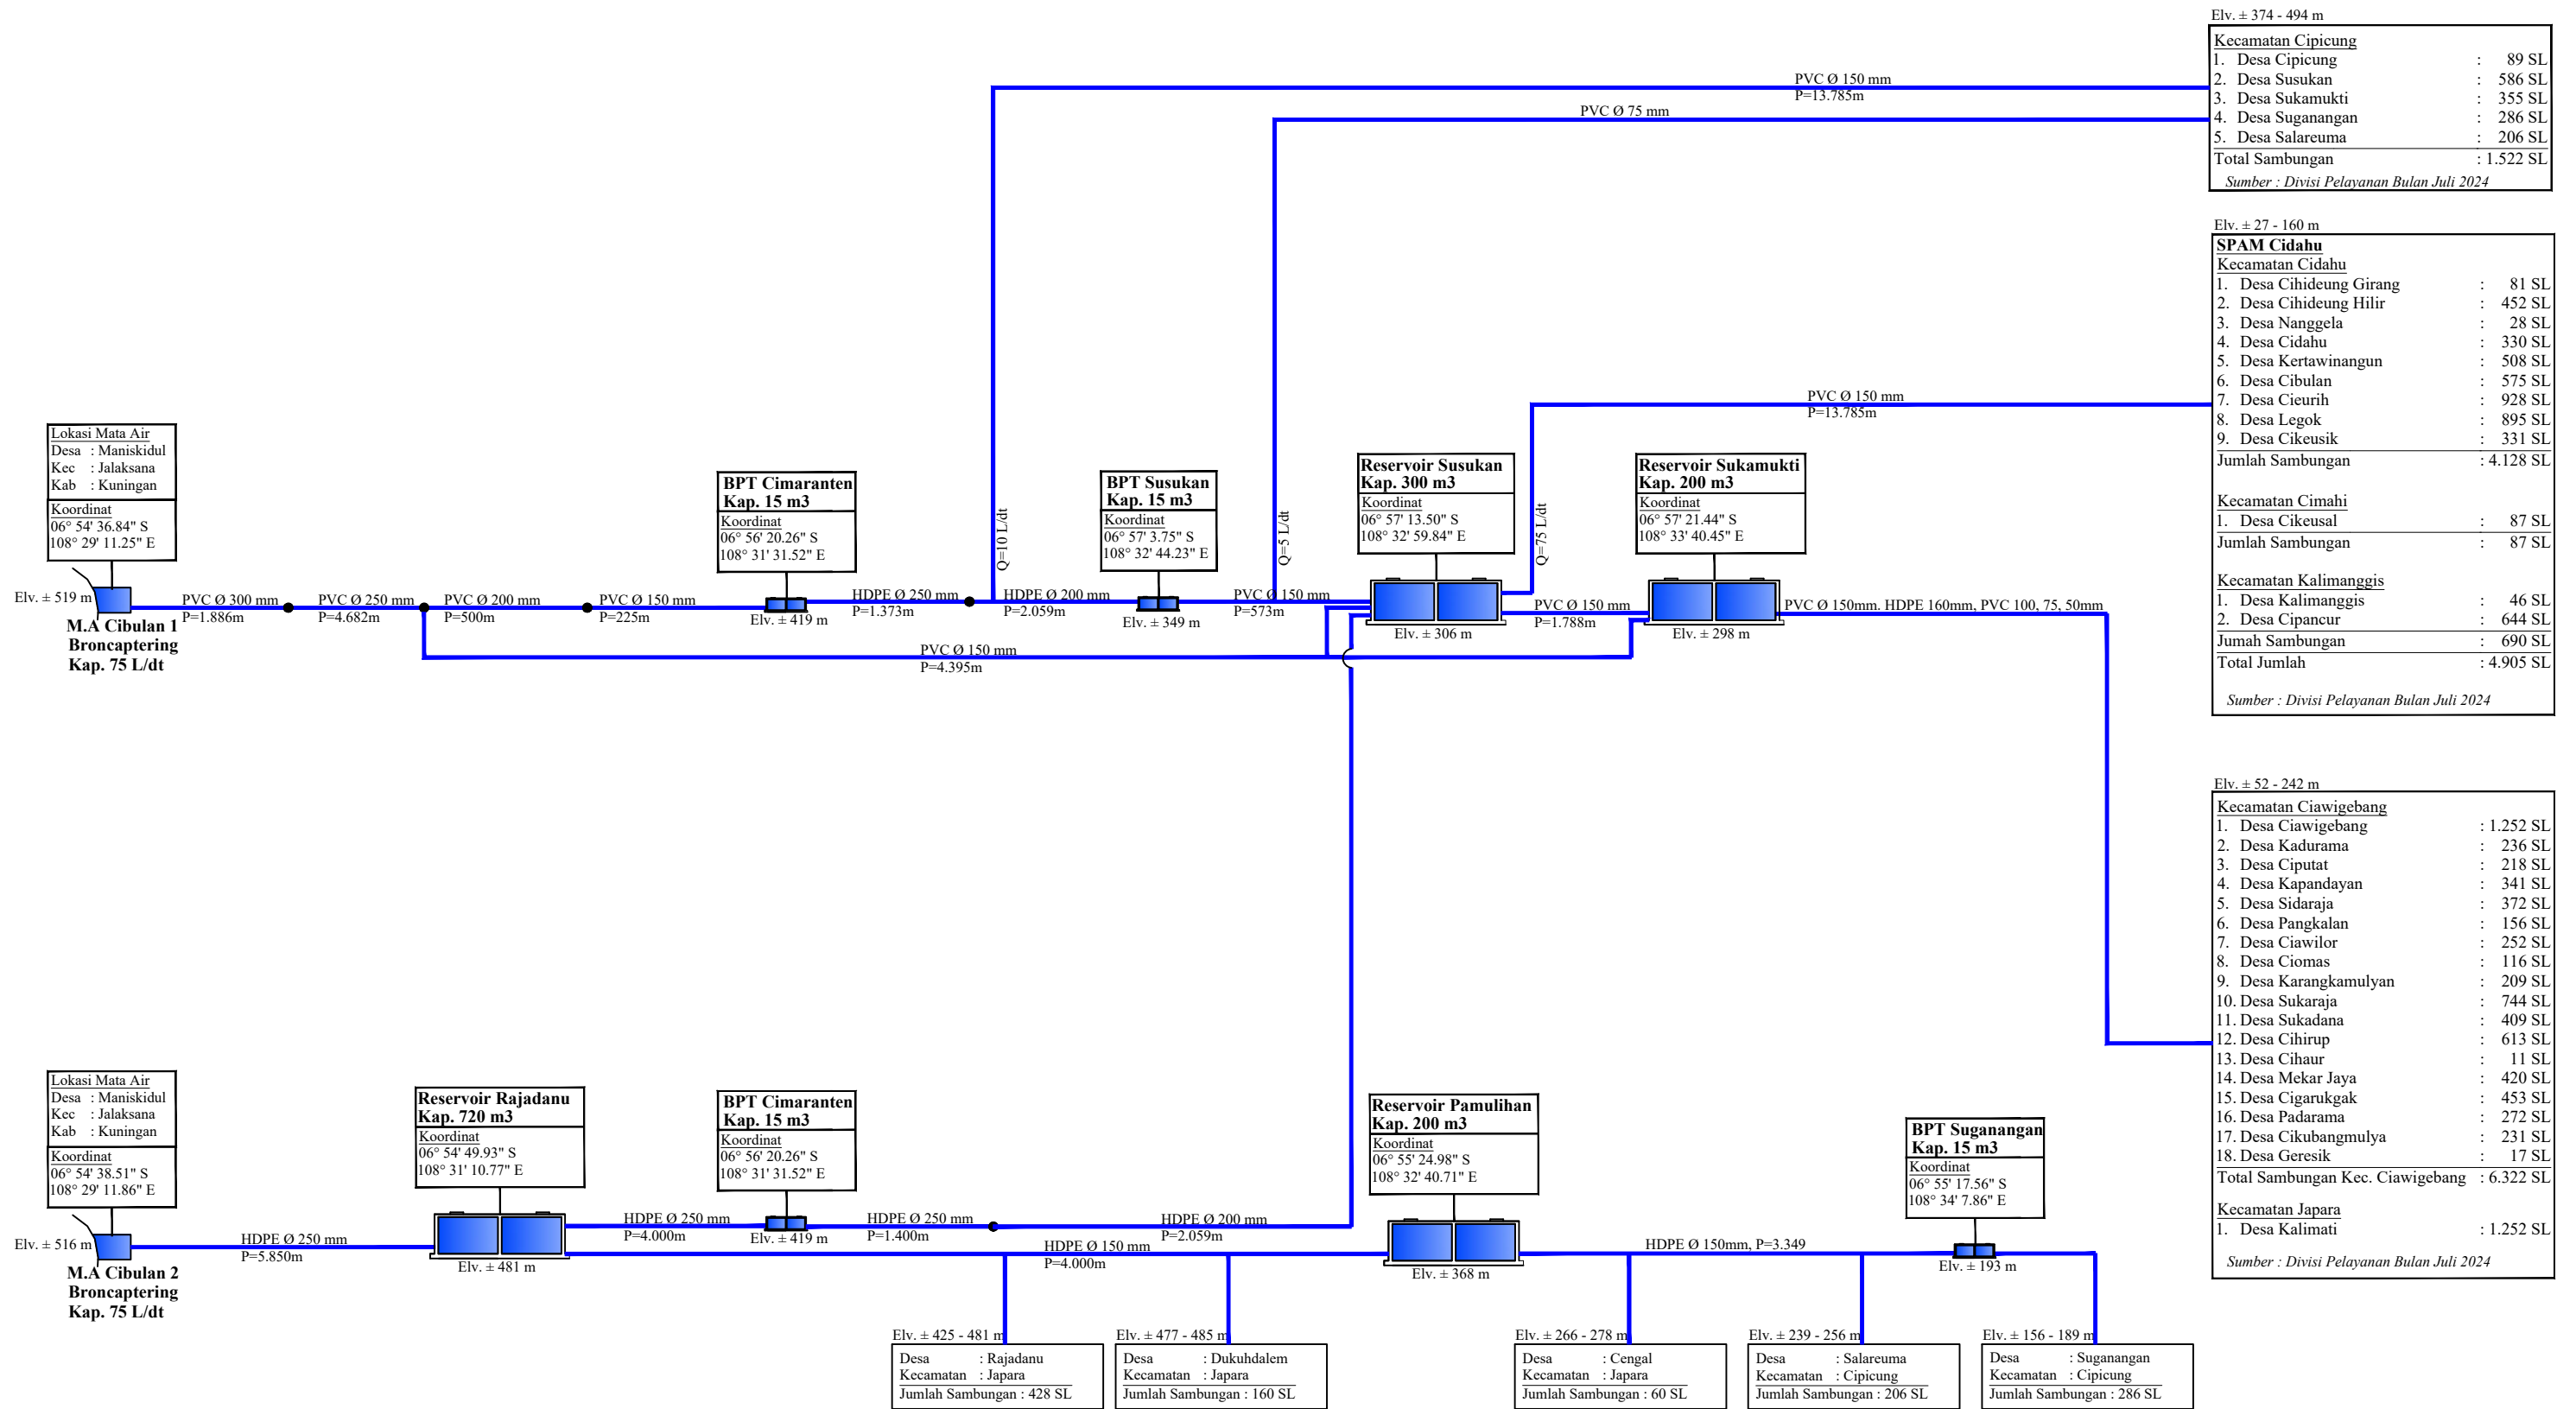 Elv. ± 374 - 494 m
Kecamatan Cipicung
1. Desa Cipicung : 89 SL
2. Desa Susukan : 586 SL
3. Desa Sukamukti : 355 SL
4. Desa Suganangan : 286 SL
5. Desa Salareuma : 206 SL
Total Sambungan : 1.522 SL
Sumber : Divisi Pelayanan Bulan Juli 2024
PVC Ø 150 mm
P=13.785m
PVC Ø 75 mm
Elv. ± 27 - 160 m
SPAM Cidahu
Kecamatan Cidahu
1. Desa Cihideung Girang : 81 SL
2. Desa Cihideung Hilir : 452 SL
3. Desa Nanggela : 28 SL
4. Desa Cidahu : 330 SL
5. Desa Kertawinangun : 508 SL
6. Desa Cibulan : 575 SL
7. Desa Cieurih : 928 SL
8. Desa Legok : 895 SL
9. Desa Cikeusik : 331 SL
Jumlah Sambungan : 4.128 SL
Kecamatan Cimahi
1. Desa Cikeusal : 87 SL
Jumlah Sambungan : 87 SL
Kecamatan Kalimanggis
1. Desa Kalimanggis : 46 SL
2. Desa Cipancur : 644 SL
Jumah Sambungan : 690 SL
Total Jumlah : 4.905 SL
Sumber : Divisi Pelayanan Bulan Juli 2024
PVC Ø 150 mm
P=13.785m
Lokasi Mata Air
Desa : Maniskidul
Kec : Jalaksana
Kab : Kuningan
Koordinat
06° 54' 36.84" S
108° 29' 11.25" E
Elv. ± 519 m
M.A Cibulan 1
Broncaptering
Kap. 75 L/dt
PVC Ø 300 mm
P=1.886m
PVC Ø 250 mm
P=4.682m
PVC Ø 200 mm
P=500m
PVC Ø 150 mm
P=225m
BPT Cimaranten
Kap. 15 m3
Koordinat
06° 56' 20.26" S
108° 31' 31.52" E
Elv. ± 419 m
HDPE Ø 250 mm
P=1.373m
Q=10 L/dt
HDPE Ø 200 mm
P=2.059m
BPT Susukan
Kap. 15 m3
Koordinat
06° 57' 3.75" S
108° 32' 44.23" E
Elv. ± 349 m
PVC Ø 150 mm
P=573m
Q=5 L/dt
Reservoir Susukan
Kap. 300 m3
Koordinat
06° 57' 13.50" S
108° 32' 59.84" E
Elv. ± 306 m
Q=75 L/dt
PVC Ø 150 mm
P=1.788m
Reservoir Sukamukti
Kap. 200 m3
Koordinat
06° 57' 21.44" S
108° 33' 40.45" E
Elv. ± 298 m
PVC Ø 150mm. HDPE 160mm, PVC 100, 75, 50mm
PVC Ø 150 mm
P=4.395m
Elv. ± 52 - 242 m
Kecamatan Ciawigebang
1. Desa Ciawigebang : 1.252 SL
2. Desa Kadurama : 236 SL
3. Desa Ciputat : 218 SL
4. Desa Kapandayan : 341 SL
5. Desa Sidaraja : 372 SL
6. Desa Pangkalan : 156 SL
7. Desa Ciawilor : 252 SL
8. Desa Ciomas : 116 SL
9. Desa Karangkamulyan : 209 SL
10. Desa Sukaraja : 744 SL
11. Desa Sukadana : 409 SL
12. Desa Cihirup : 613 SL
13. Desa Cihaur : 11 SL
14. Desa Mekar Jaya : 420 SL
15. Desa Cigarukgak : 453 SL
16. Desa Padarama : 272 SL
17. Desa Cikubangmulya : 231 SL
18. Desa Geresik : 17 SL
Total Sambungan Kec. Ciawigebang : 6.322 SL
Kecamatan Japara
1. Desa Kalimati : 1.252 SL
Sumber : Divisi Pelayanan Bulan Juli 2024
Lokasi Mata Air
Desa : Maniskidul
Kec : Jalaksana
Kab : Kuningan
Koordinat
06° 54' 38.51" S
108° 29' 11.86" E
Elv. ± 516 m
M.A Cibulan 2
Broncaptering
Kap. 75 L/dt
HDPE Ø 250 mm
P=5.850m
Reservoir Rajadanu
Kap. 720 m3
Koordinat
06° 54' 49.93" S
108° 31' 10.77" E
Elv. ± 481 m
HDPE Ø 250 mm
P=4.000m
BPT Cimaranten
Kap. 15 m3
Koordinat
06° 56' 20.26" S
108° 31' 31.52" E
Elv. ± 419 m
HDPE Ø 250 mm
P=1.400m
HDPE Ø 200 mm
P=2.059m
HDPE Ø 150 mm
P=4.000m
Reservoir Pamulihan
Kap. 200 m3
Koordinat
06° 55' 24.98" S
108° 32' 40.71" E
Elv. ± 368 m
HDPE Ø 150mm, P=3.349
BPT Suganangan
Kap. 15 m3
Koordinat
06° 55' 17.56" S
108° 34' 7.86" E
Elv. ± 193 m
Elv. ± 425 - 481 m
Desa : Rajadanu
Kecamatan : Japara
Jumlah Sambungan : 428 SL
Elv. ± 477 - 485 m
Desa : Dukuhdalem
Kecamatan : Japara
Jumlah Sambungan : 160 SL
Elv. ± 266 - 278 m
Desa : Cengal
Kecamatan : Japara
Jumlah Sambungan : 60 SL
Elv. ± 239 - 256 m
Desa : Salareuma
Kecamatan : Cipicung
Jumlah Sambungan : 206 SL
Elv. ± 156 - 189 m
Desa : Suganangan
Kecamatan : Cipicung
Jumlah Sambungan : 286 SL